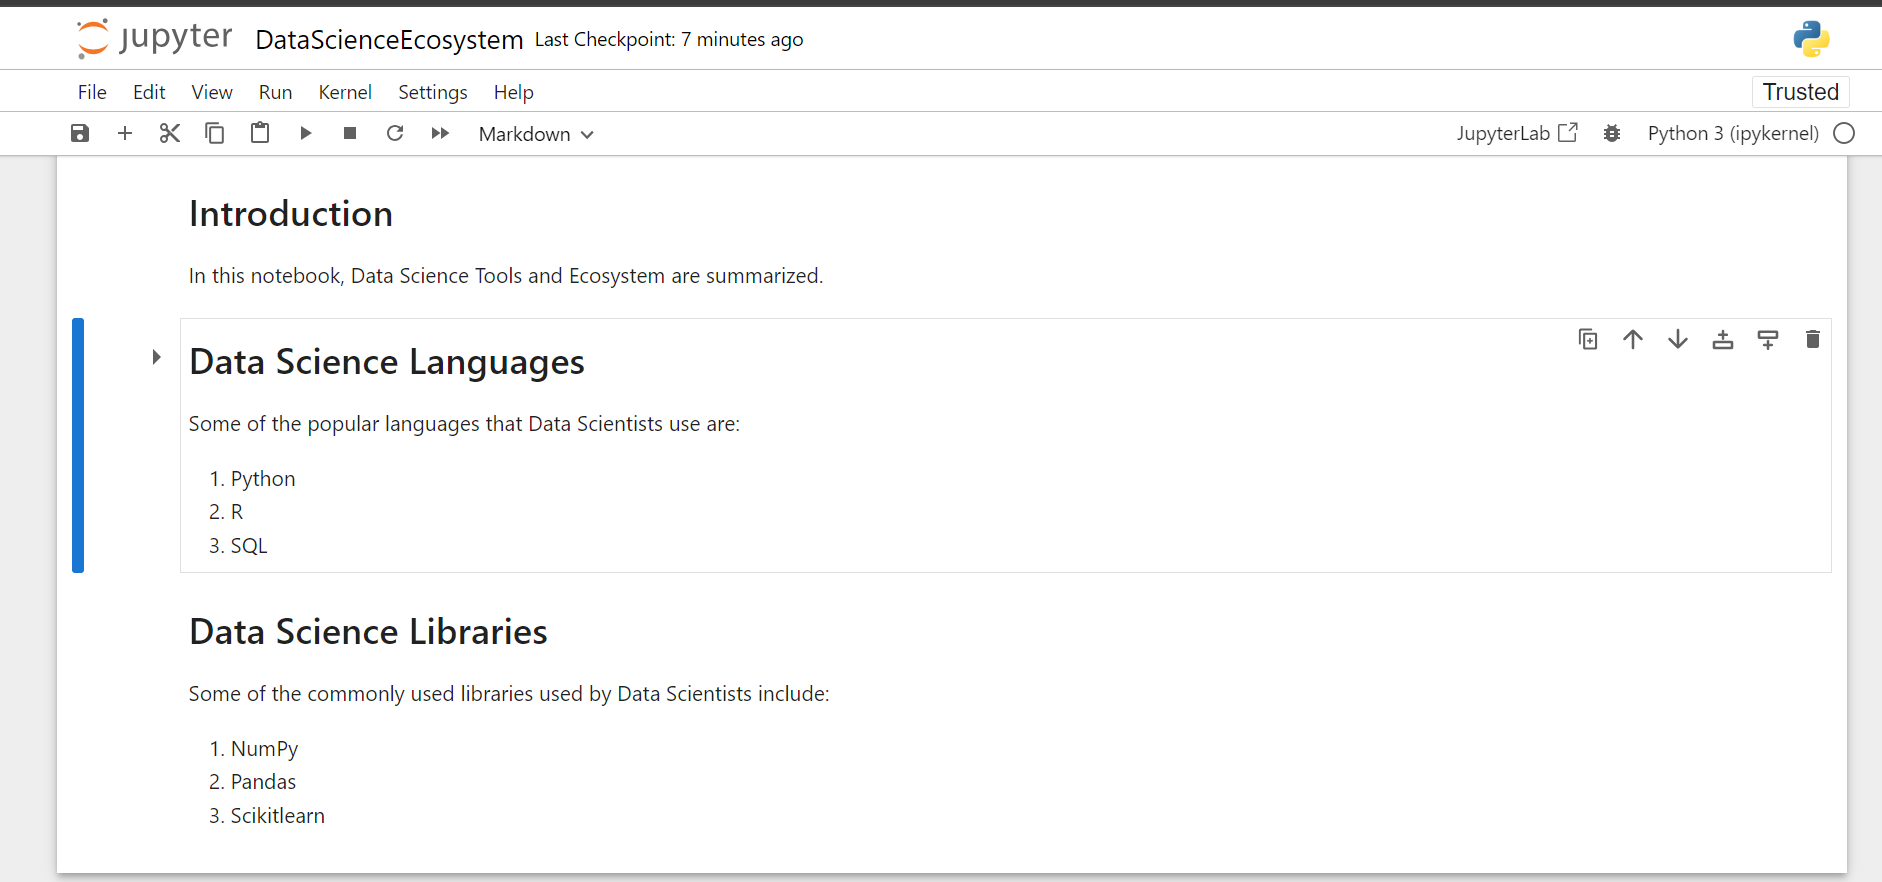 jupyter DataScienceEcosystem Last Checkpoint: 7 minutes ago
File Edit View Run Kernel Settings Help Trusted
Markdown JupyterLab Python 3 (ipykernel)
Introduction
In this notebook, Data Science Tools and Ecosystem are summarized.
Data Science Languages
Some of the popular languages that Data Scientists use are:
1. Python
2. R
3. SQL
Data Science Libraries
Some of the commonly used libraries used by Data Scientists include:
1. NumPy
2. Pandas
3. Scikitlearn